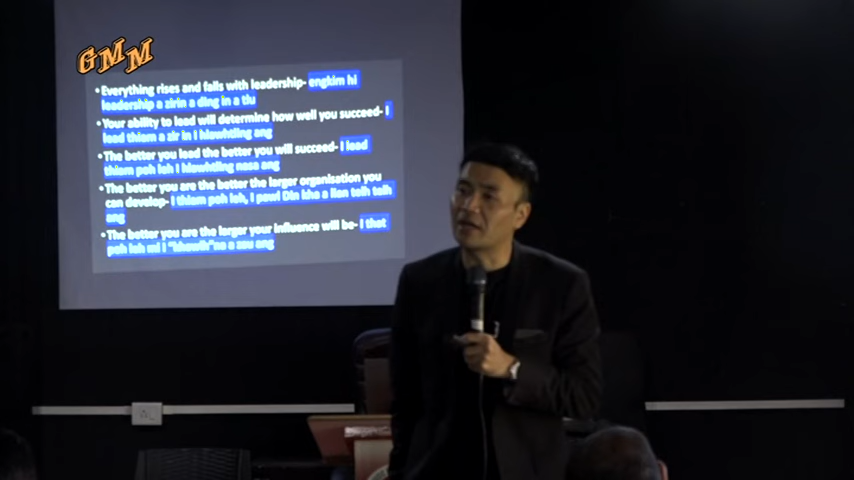 GMM
• Everything rises and falls with leadership- engkim hi
leadership a zirin a ding in a tlu
• Your ability to lead will determine how well you succeed- I
lead thiam a zir in I hlawhtling ang
• The better you lead the better you will succeed- I lead
thiam poh leh I hlawhtling nasa ang
• The better you are the better the larger organisation you
can develop- I thiam poh leh, I pawl Din kha a lian telh telh
ang
• The better you are the larger your influence will be- I that
poh leh mi I "khawih" na a sau ang